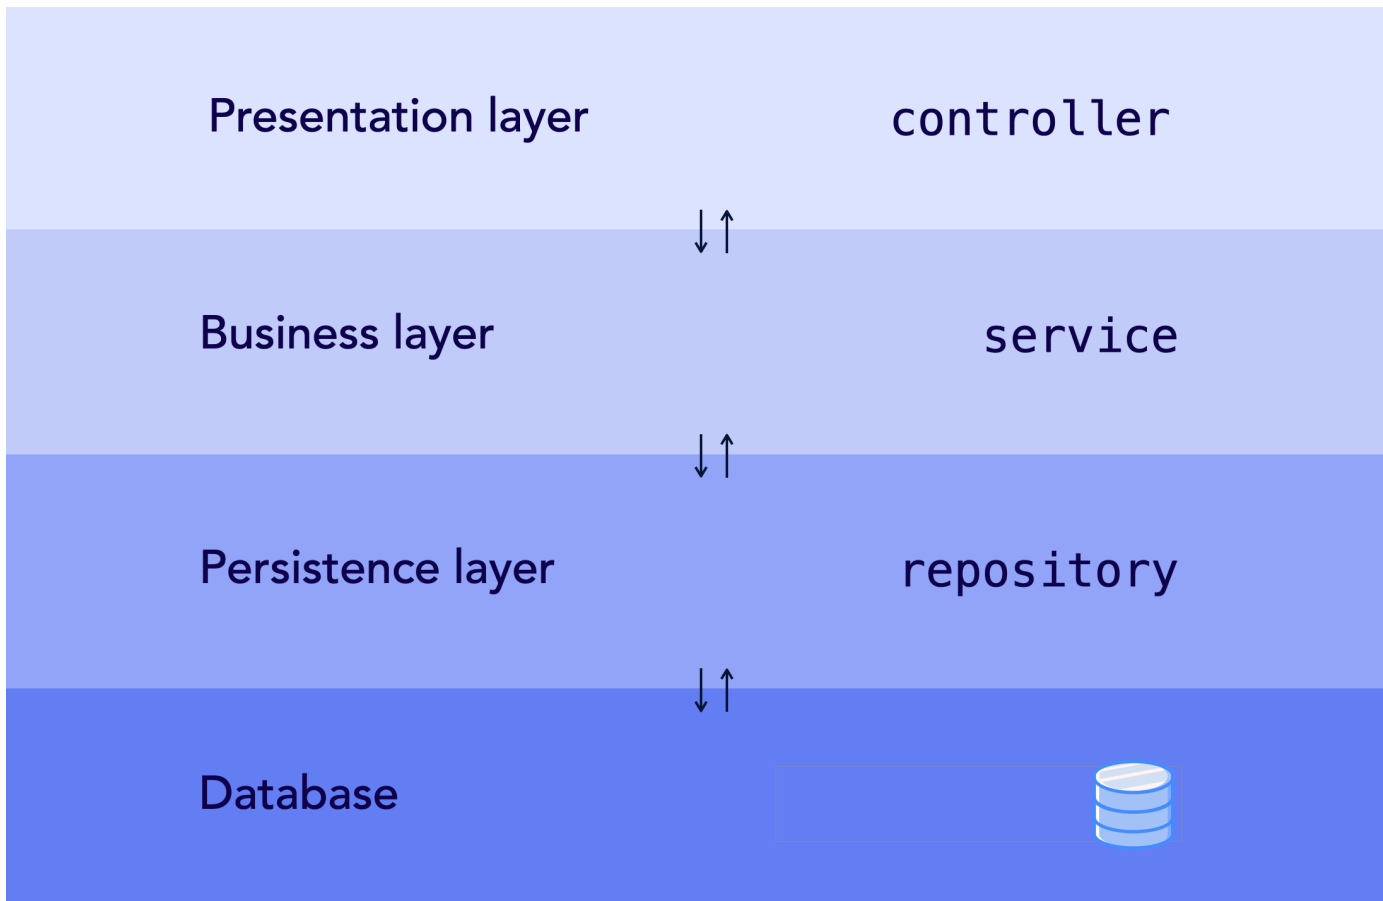 Presentation layer controller
Business layer service
Persistence layer repository
Database